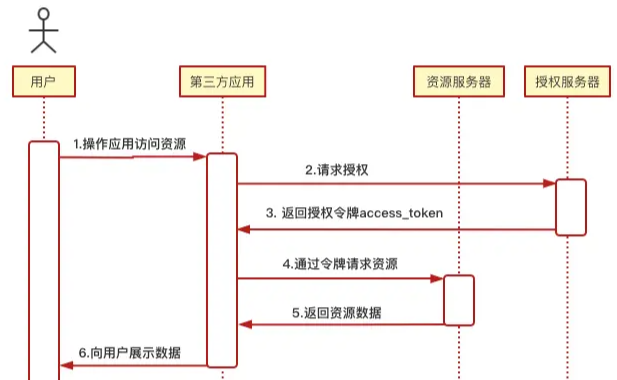 用户
第三方应用
资源服务器
授权服务器
1.操作应用访问资源
2.请求授权
3. 返回授权令牌access_token
4.通过令牌请求资源
5.返回资源数据
6.向用户展示数据